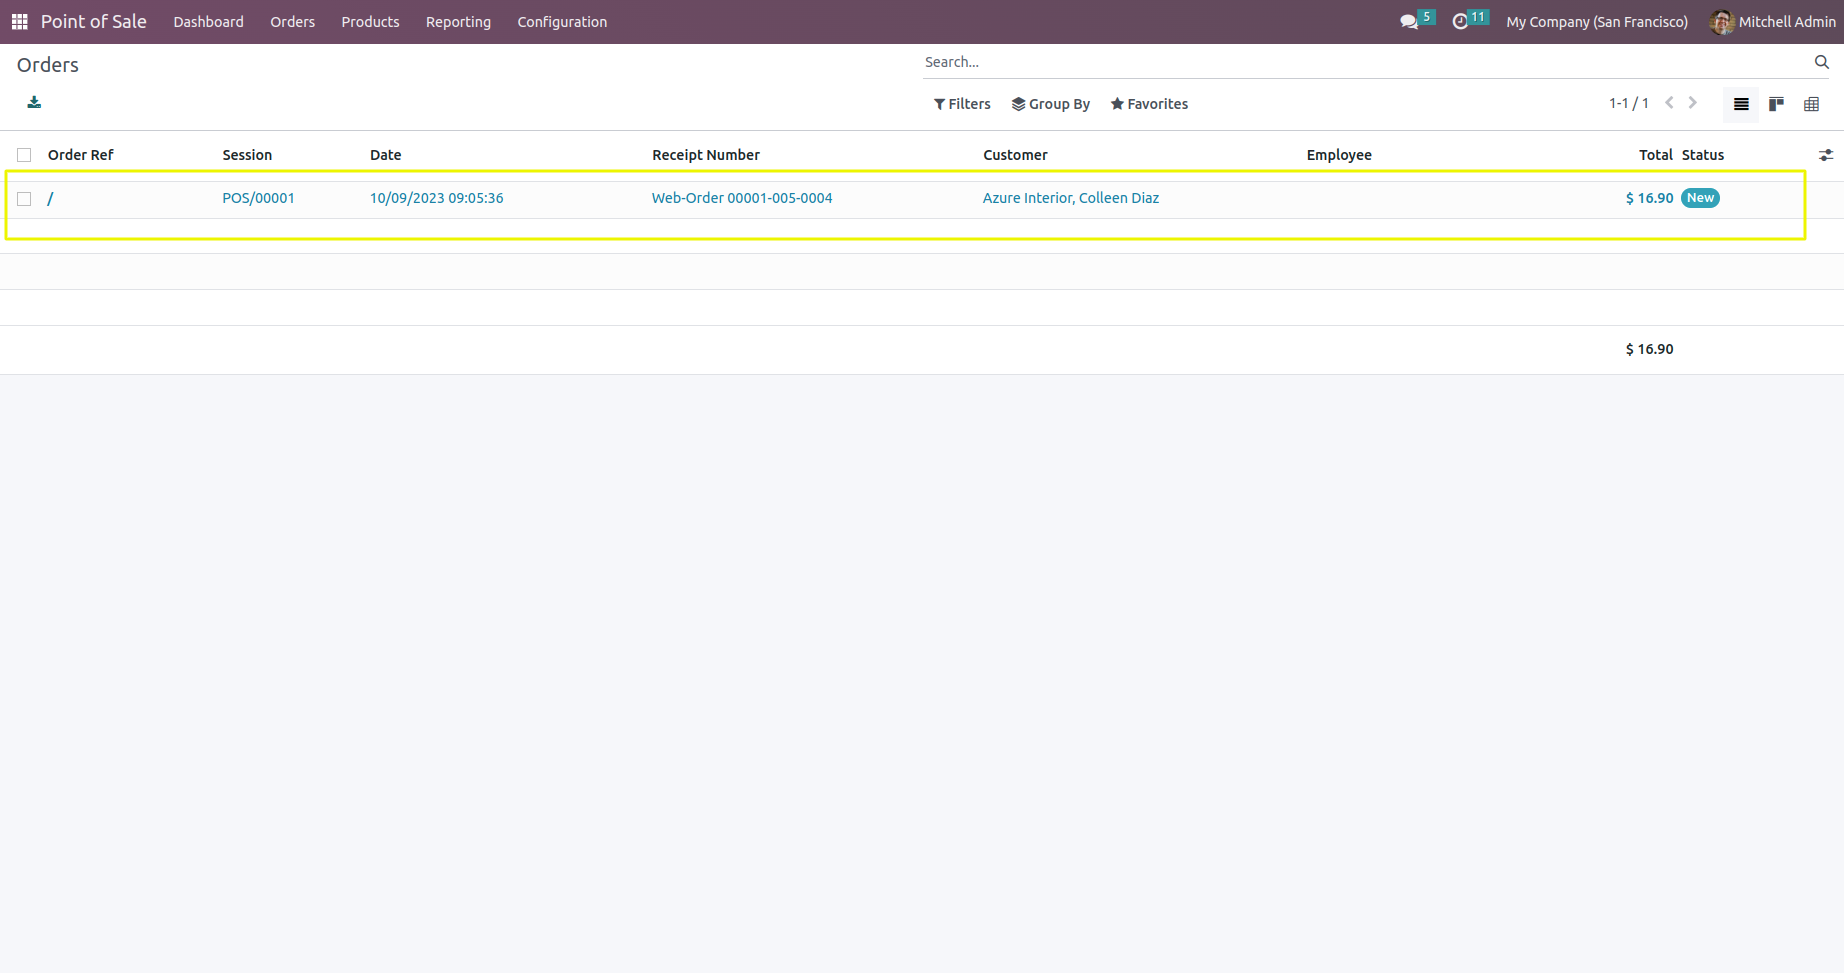 Point of Sale Dashboard Orders Products Reporting Configuration 5 11 My Company (San Francisco) Mitchell Admin
Orders
Search...
Filters Group By Favorites 1-1 / 1
Order Ref Session Date Receipt Number Customer Employee Total Status
/ POS/00001 10/09/2023 09:05:36 Web-Order 00001-005-0004 Azure Interior, Colleen Diaz $ 16.90 New
$ 16.90